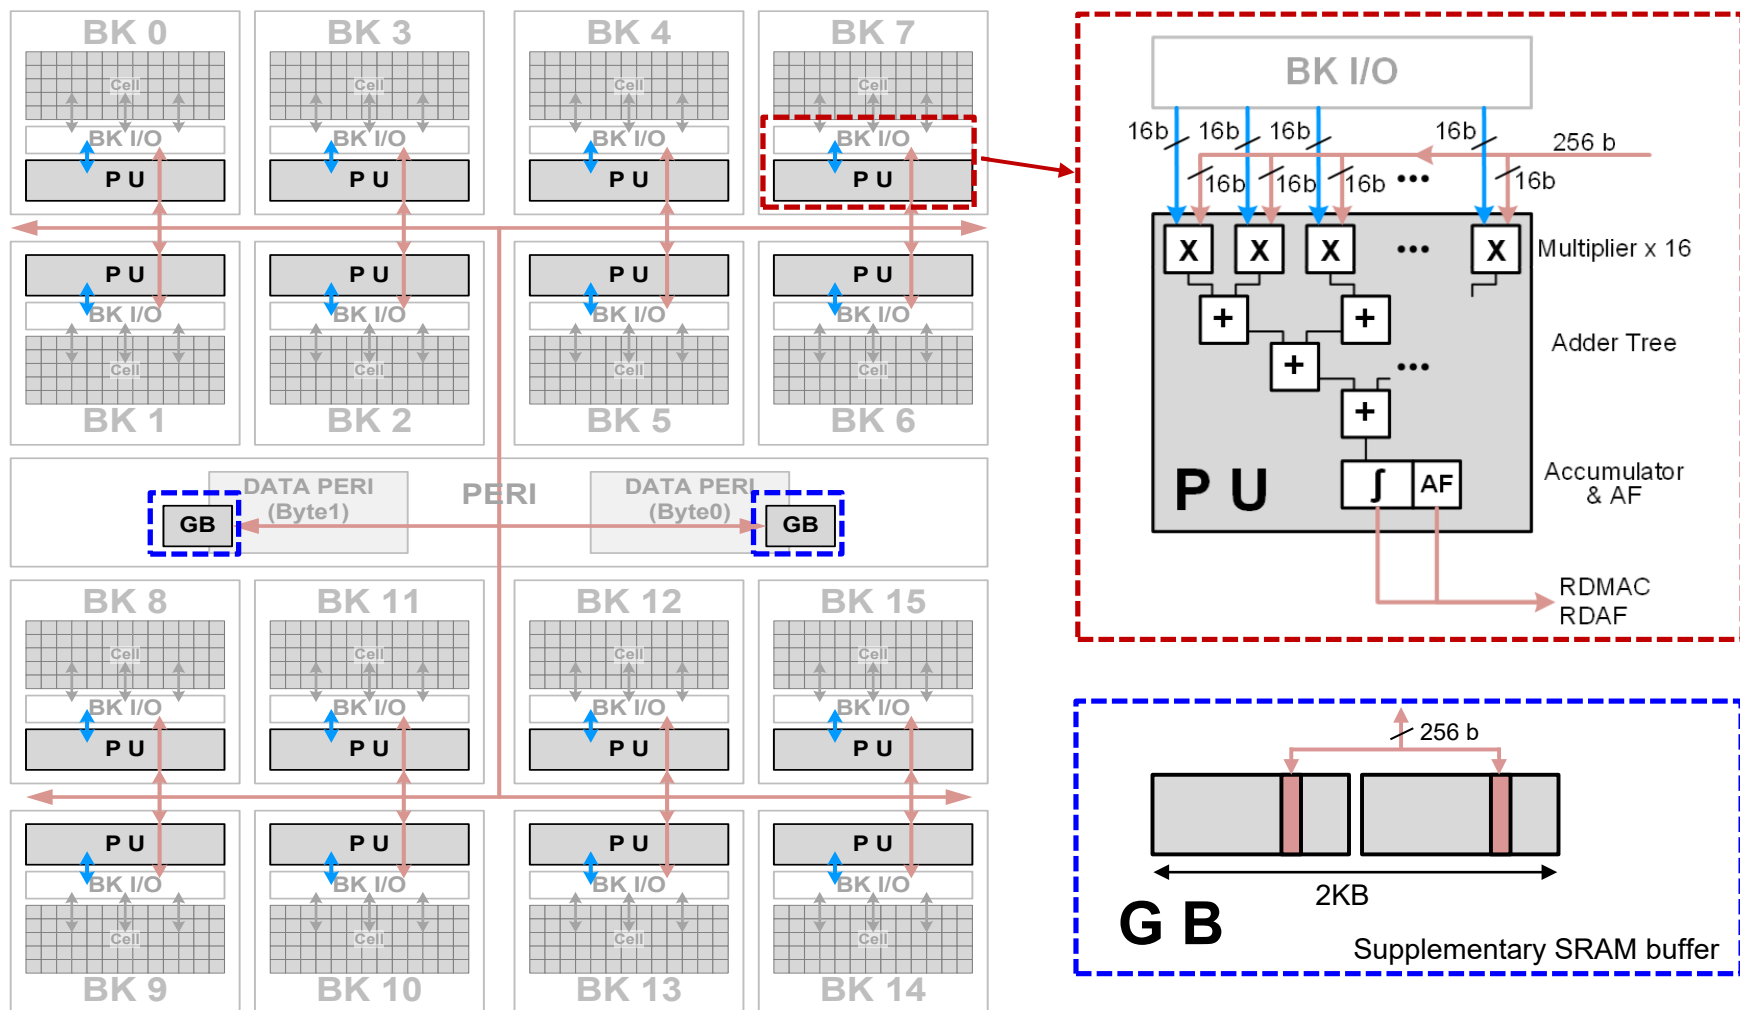 BK 0
BK 3
BK 4
BK 7
Cell
Cell
Cell
Cell
BK I/O
BK I/O
BK I/O
BK I/O
P U
P U
P U
P U
P U
P U
P U
P U
BK I/O
BK I/O
BK I/O
BK I/O
Cell
Cell
Cell
Cell
BK 1
BK 2
BK 5
BK 6
DATA PERI
(Byte1)
PERI
DATA PERI
(Byte0)
GB
GB
BK 8
BK 11
BK 12
BK 15
Cell
Cell
Cell
Cell
BK I/O
BK I/O
BK I/O
BK I/O
P U
P U
P U
P U
P U
P U
P U
P U
BK I/O
BK I/O
BK I/O
BK I/O
Cell
Cell
Cell
Cell
BK 9
BK 10
BK 13
BK 14
BK I/O
16b
16b
16b
16b
256 b
16b
16b
16b
•••
16b
X
X
X
•••
X
Multiplier x 16
+
+
Adder Tree
+
•••
+
P U
∫
AF
Accumulator
& AF
RDMAC
RDAF
256 b
2KB
G B
Supplementary SRAM buffer